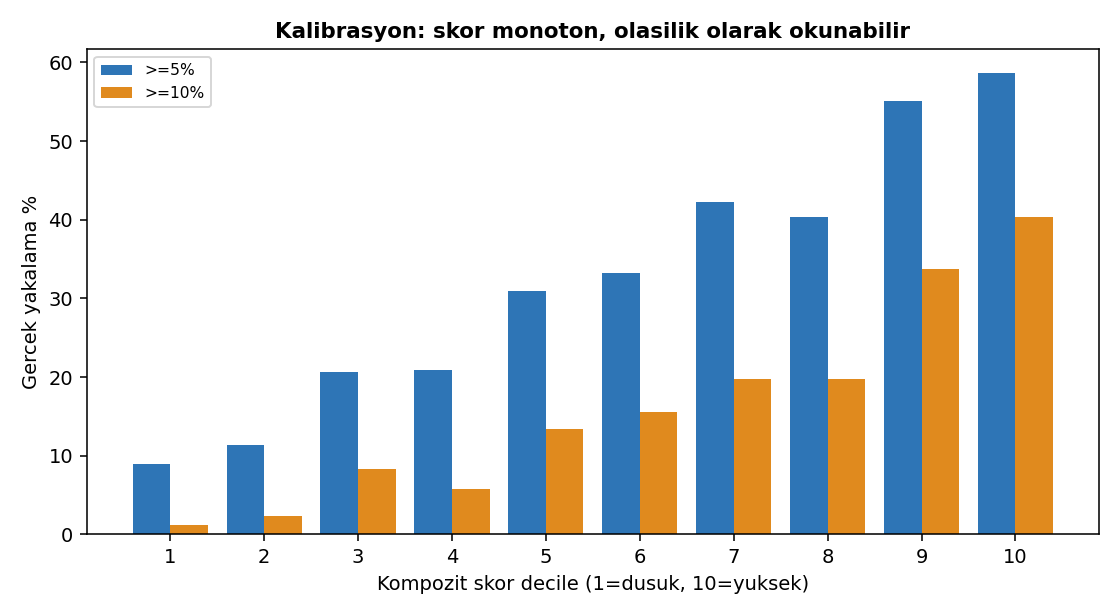 Kalibrasyon: skor monoton, olasilik olarak okunabilir
>=5%
>=10%
Gercek yakalama %
60
50
40
30
20
10
0
1 2 3 4 5 6 7 8 9 10
Kompozit skor decile (1=dusuk, 10=yuksek)